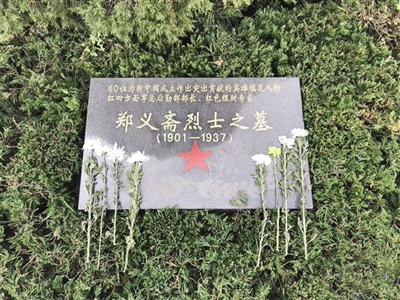 60位为新中国成立作出突出贡献的英雄模范人物
红四方面军总后勤部部长、红色理财专家
郑义斋烈士之墓
(1901—1937)